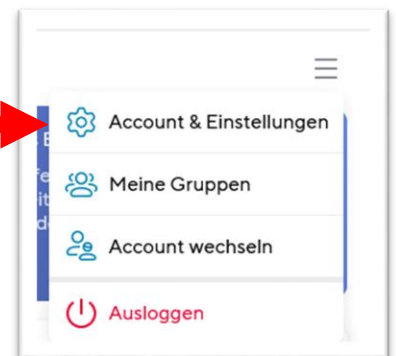 Account & Einstellungen
Meine Gruppen
Account wechseln
Ausloggen